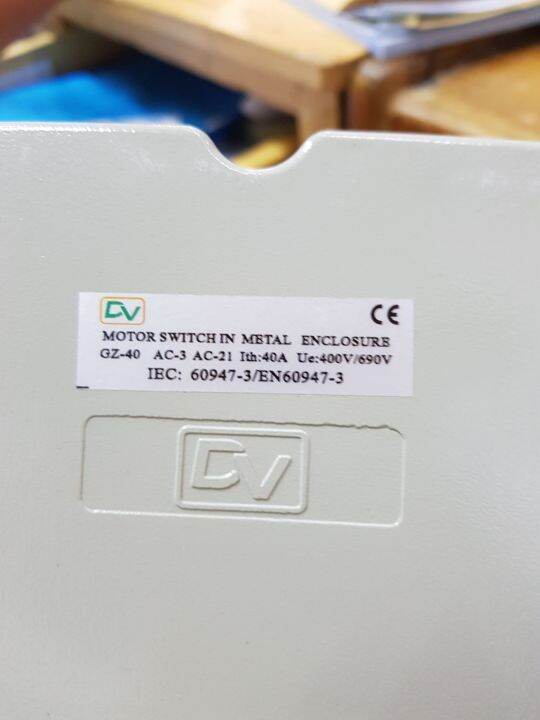 DV CE
MOTOR SWITCH IN METAL ENCLOSURE
GZ-40 AC-3 AC-21 Ith:40A Ue:400V/690V
IEC: 60947-3/EN60947-3
DV